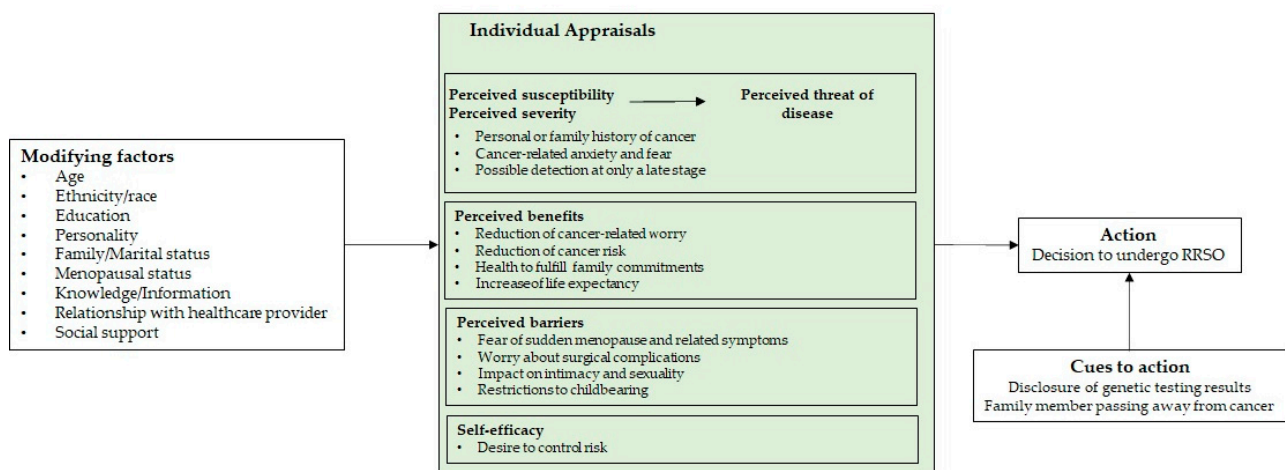 Individual Appraisals
Modifying factors
• Age
• Ethnicity/race
• Education
• Personality
• Family/Marital status
• Menopausal status
• Knowledge/Information
• Relationship with healthcare provider
• Social support
Perceived susceptibility
Perceived severity
Perceived threat of
disease
• Personal or family history of cancer
• Cancer-related anxiety and fear
• Possible detection at only a late stage
Perceived benefits
• Reduction of cancer-related worry
• Reduction of cancer risk
• Health to fulfill family commitments
• Increase of life expectancy
Perceived barriers
• Fear of sudden menopause and related symptoms
• Worry about surgical complications
• Impact on intimacy and sexuality
• Restrictions to childbearing
Self-efficacy
• Desire to control risk
Action
Decision to undergo RRSO
Cues to action
Disclosure of genetic testing results
Family member passing away from cancer